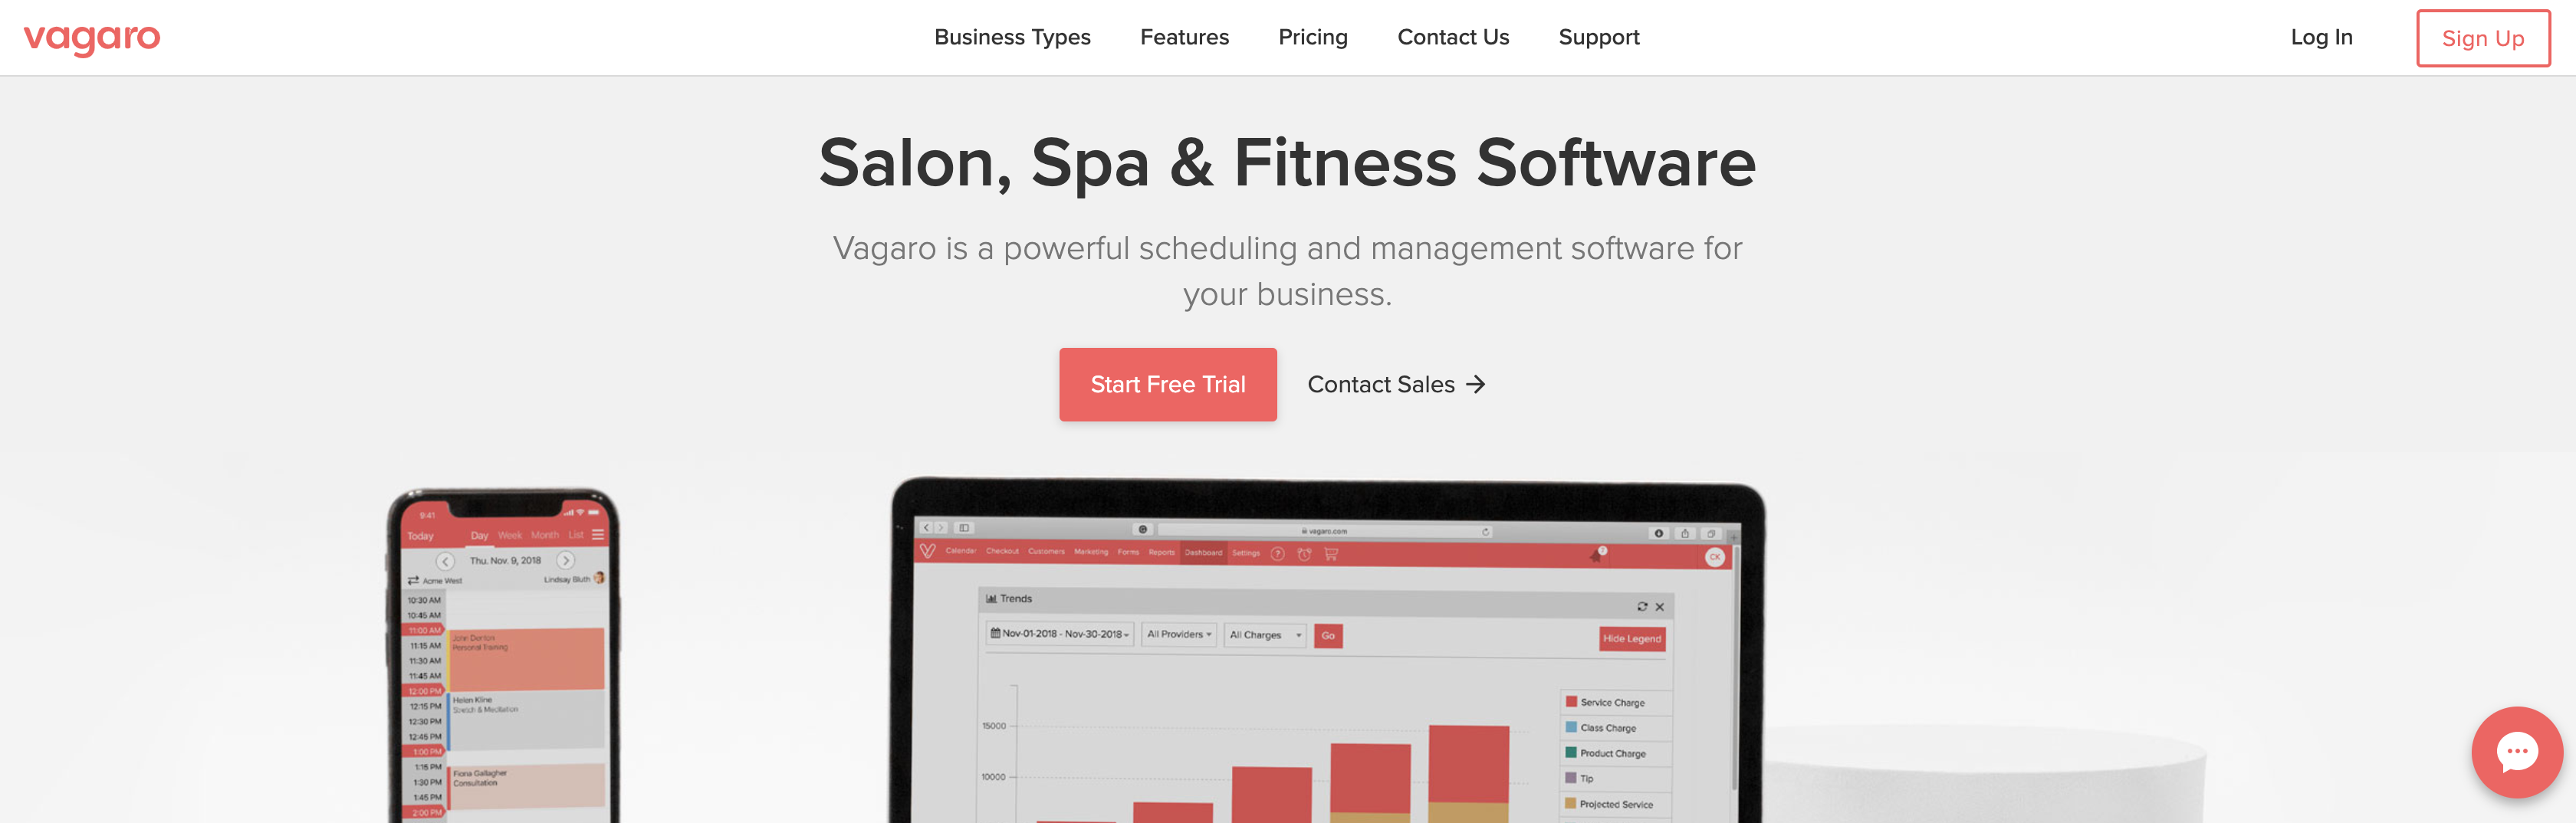 vagaro
Business Types
Features
Pricing
Contact Us
Support
Log In
Sign Up
Salon, Spa & Fitness Software
Vagaro is a powerful scheduling and management software for
your business.
Start Free Trial
Contact Sales →
9:41
Today
Day
Week
Month
List
Thu. Nov. 9, 2018
Acme West
Lindsay Bluth
10:30 AM
10:45 AM
11:00 AM
John Denton
Personal Training
11:15 AM
11:30 AM
11:45 AM
12:00 PM
Helen Kline
Speech & Meditation
12:15 PM
12:30 PM
12:45 PM
1:00 PM
1:15 PM
Fiona Gallagher
Consultation
1:30 PM
1:45 PM
2:00 PM
vagaro.com
Calendar
Checkout
Customers
Marketing
Forms
Reports
Dashboard
Settings
?
CK
Trends
Nov-01-2018 - Nov-30-2018
All Providers
All Charges
Go
Hide Legend
15000
10000
Service Charge
Class Charge
Product Charge
Tip
Projected Service